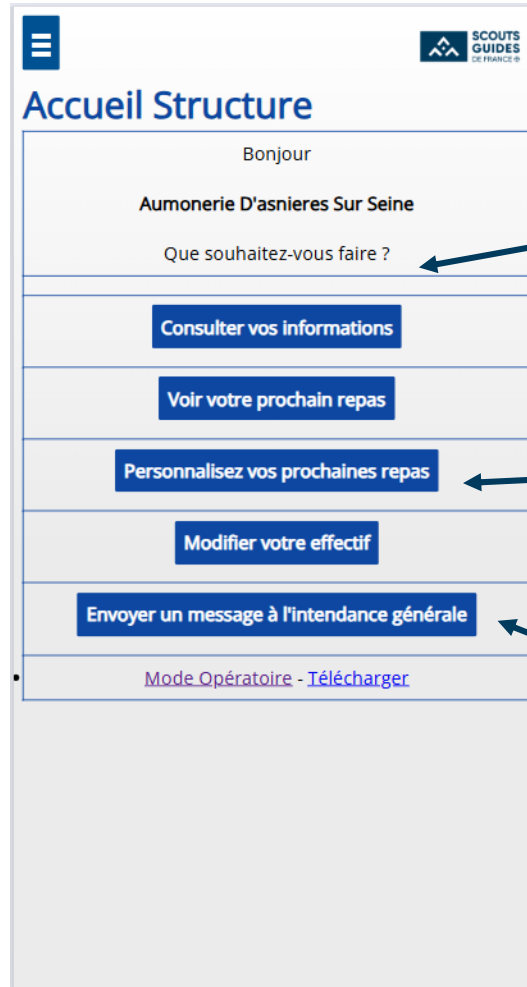 SCOUTS
GUIDES
DE FRANCE
Accueil Structure
Bonjour
Aumonerie D'asnieres Sur Seine
Que souhaitez-vous faire ?
Consulter vos informations
Voir votre prochain repas
Personnalisez vos prochaines repas
Modifier votre effectif
Envoyer un message à l'intendance générale
Mode Opératoire - Télécharger